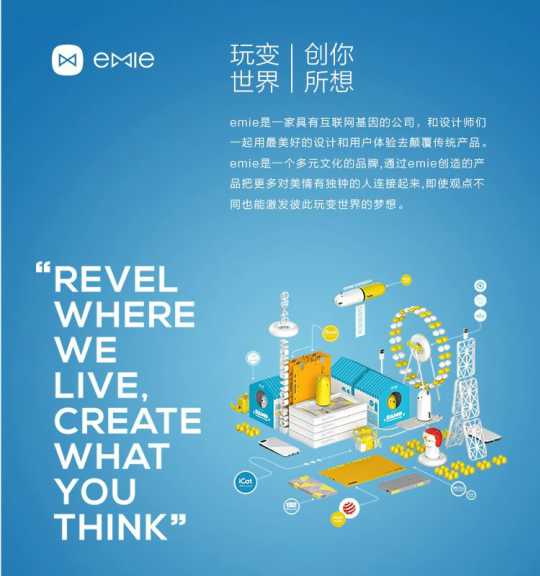 emie
玩变 创你
世界 所想
emie是一家具有互联网基因的公司，和设计师们
一起用最美好的设计和用户体验去颠覆传统产品。
emie是一个多元文化的品牌,通过emie创造的产
品把更多对美情有独钟的人连接起来,即使观点不
同也能激发彼此玩变世界的梦想。
“REVEL
WHERE
WE
LIVE,
CREATE
WHAT
YOU
THINK”
iCat